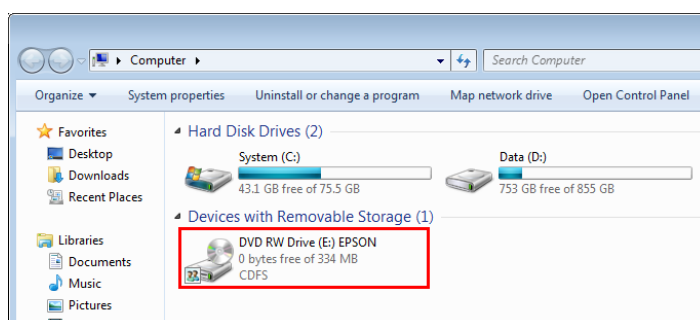 Computer
Search Computer
Organize
System properties
Uninstall or change a program
Map network drive
Open Control Panel
Favorites
Desktop
Downloads
Recent Places
Libraries
Documents
Music
Pictures
Hard Disk Drives (2)
System (C:)
43.1 GB free of 75.5 GB
Data (D:)
753 GB free of 855 GB
Devices with Removable Storage (1)
DVD RW Drive (E:) EPSON
0 bytes free of 334 MB
CDFS